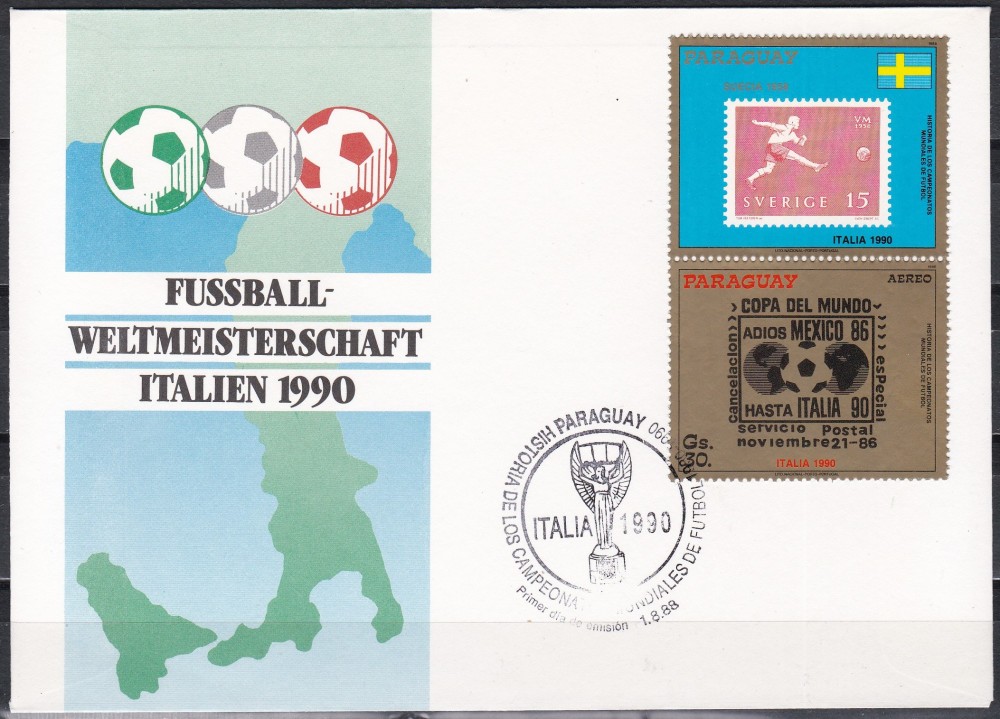 FUSSBALL-
WELTMEISTERSCHAFT
ITALIEN 1990
PARAGUAY
SUECIA 1958
VM
1958
SVERIGE 15
HISTORIA DE LOS CAMPEONATOS
MUNDIALES DE FUTBOL
ITALIA 1990
PARAGUAY
AEREO
COPA DEL MUNDO
ADIOS MEXICO 86
HASTA ITALIA 90
cancelacion
esPecial
servicio Postal
noviembre 21-86
HISTORIA DE LOS CAMPEONATOS
MUNDIALES DE FUTBOL
Gs.
30.
ITALIA 1990
PARAGUAY
HISTORIA DE LOS CAMPEONATOS MUNDIALES DE FUTBOL
ITALIA 1990
Primer día de emisión 1.8.88